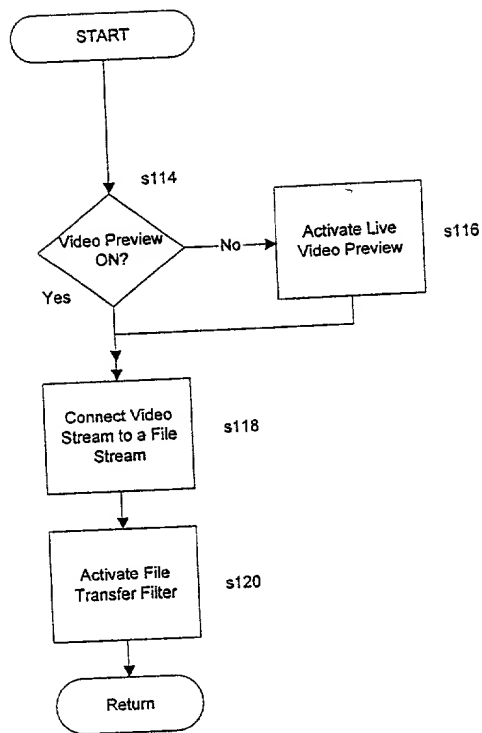 START
s114
Video Preview
ON?
No
Activate Live
Video Preview
s116
Yes
Connect Video
Stream to a File
Stream
s118
Activate File
Transfer Filter
s120
Return